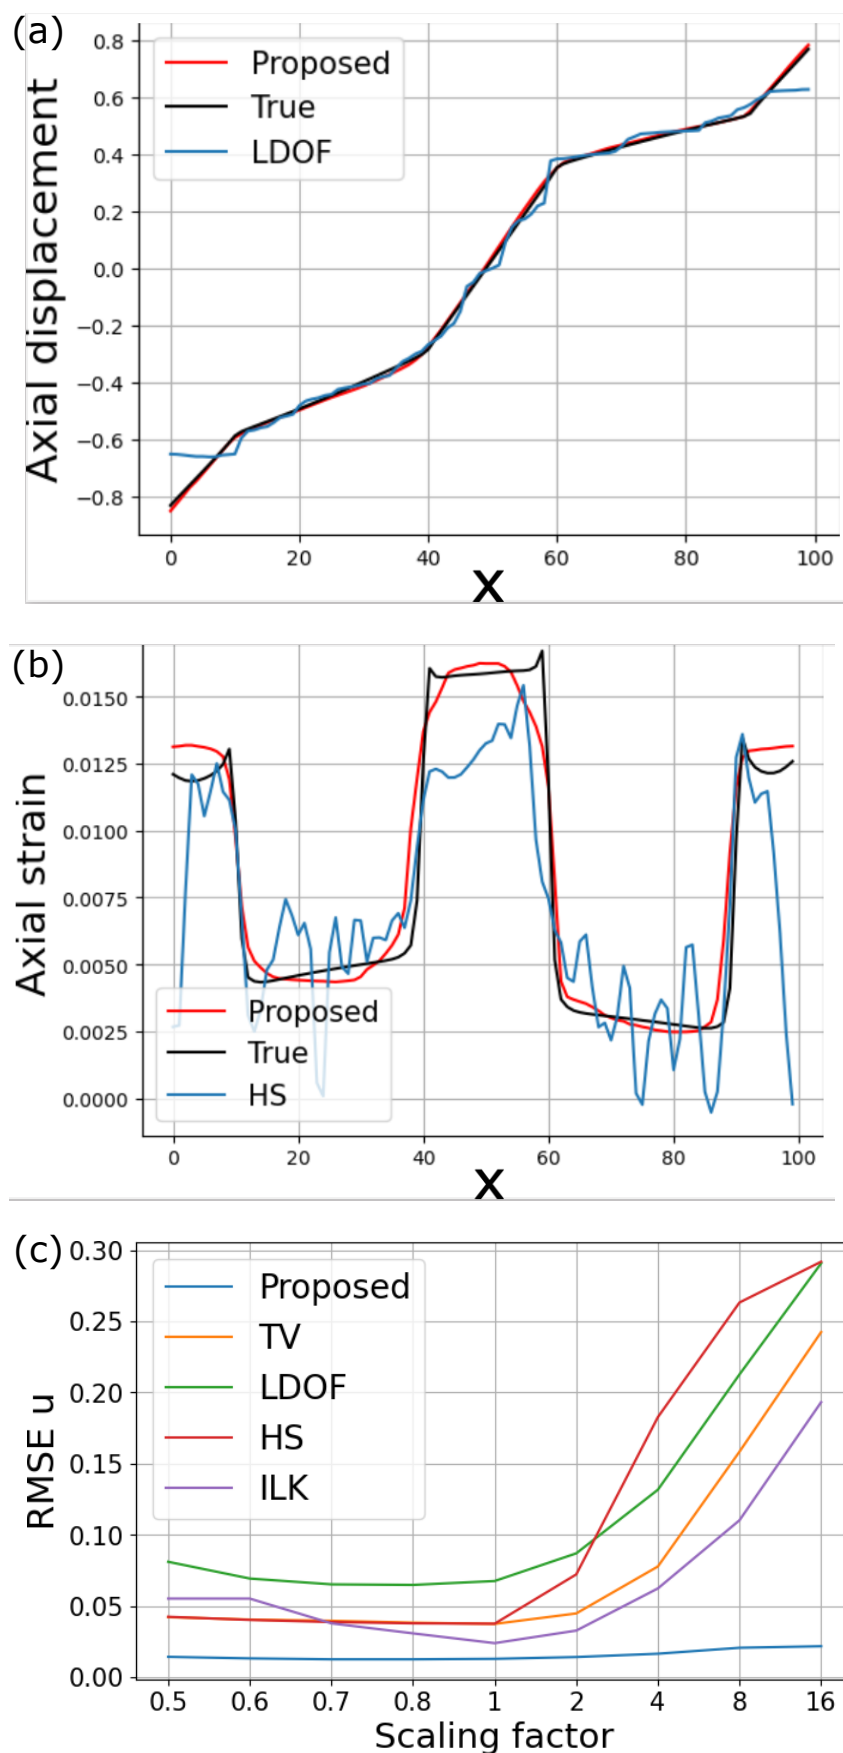 (a)
Axial displacement
0.8
0.6
0.4
0.2
0.0
−0.2
−0.4
−0.6
−0.8
Proposed
True
LDOF
0 20 40 60 80 100
x
(b)
Axial strain
0.0150
0.0125
0.0100
0.0075
0.0050
0.0025
0.0000
Proposed
True
HS
0 20 40 60 80 100
x
(c)
RMSE u
0.30
0.25
0.20
0.15
0.10
0.05
0.00
Proposed
TV
LDOF
HS
ILK
0.5 0.6 0.7 0.8 1 2 4 8 16
Scaling factor